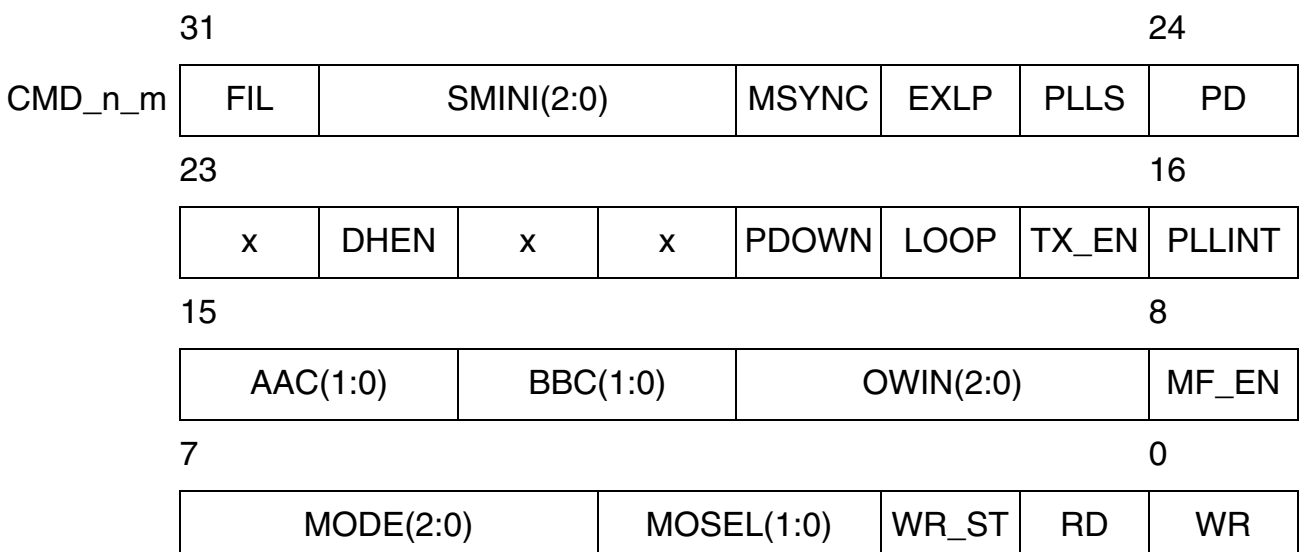 31 24
CMD_n_m FIL SMINI(2:0) MSYNC EXLP PLLS PD
23 16
x DHEN x x PDOWN LOOP TX_EN PLLINT
15 8
AAC(1:0) BBC(1:0) OWIN(2:0) MF_EN
7 0
MODE(2:0) MOSEL(1:0) WR_ST RD WR